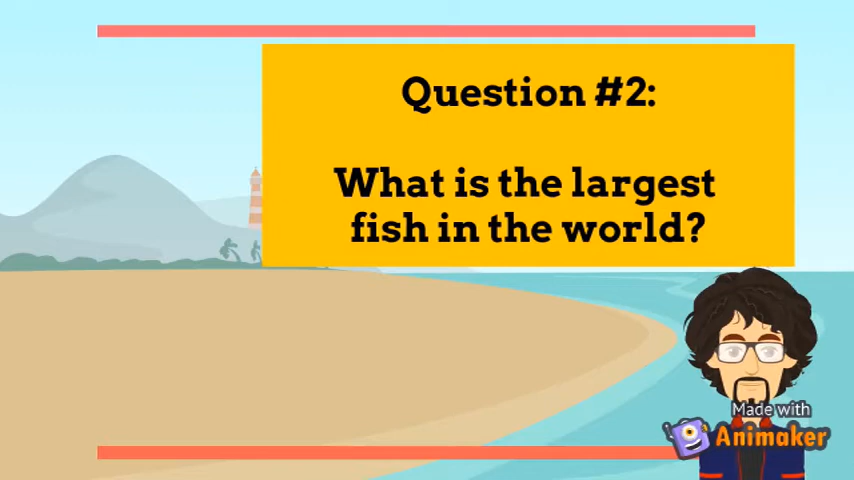 Question #2:
What is the largest
fish in the world?
Made with
Animaker